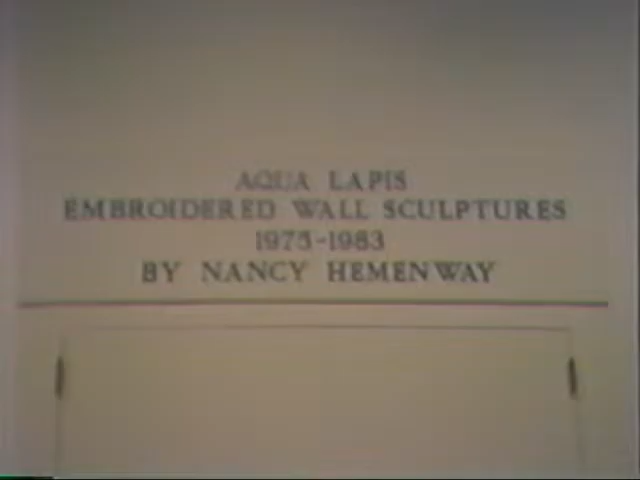 AQUA LAPIS
EMBROIDERED WALL SCULPTURES
1975-1983
BY NANCY HEMENWAY